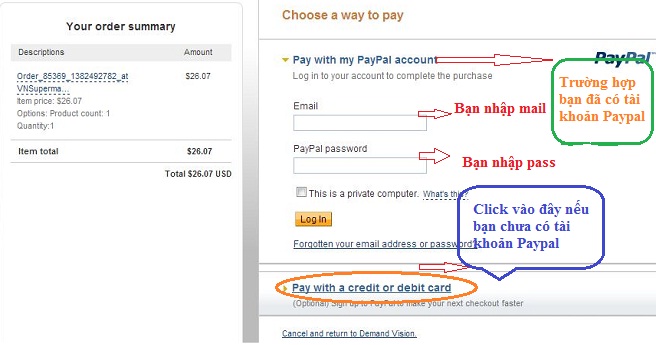 Your order summary
Descriptions
Amount
Order_85369_1382492782_at
$26.07
VNSuperma...
Item price: $26.07
Options: Product count: 1
Quantity:1
Item total
$26.07
Total $26.07 USD
Choose a way to pay
Pay with my PayPal account
PayPal
Log in to your account to complete the purchase
Trường hợp
bạn đã có tài
khoản Paypal
Email
Bạn nhập mail
PayPal password
Bạn nhập pass
This is a private computer. What's this?
Log In
Click vào đây nếu
bạn chưa có tài
khoản Paypal
Forgotten your email address or password?
Pay with a credit or debit card
(Optional) Sign up to PayPal to make your next checkout faster
Cancel and return to Demand Vision.